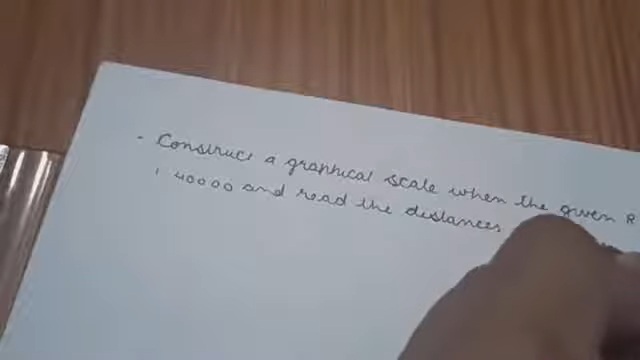 - Construct a graphical scale when the given R
1 40000 and read the distances